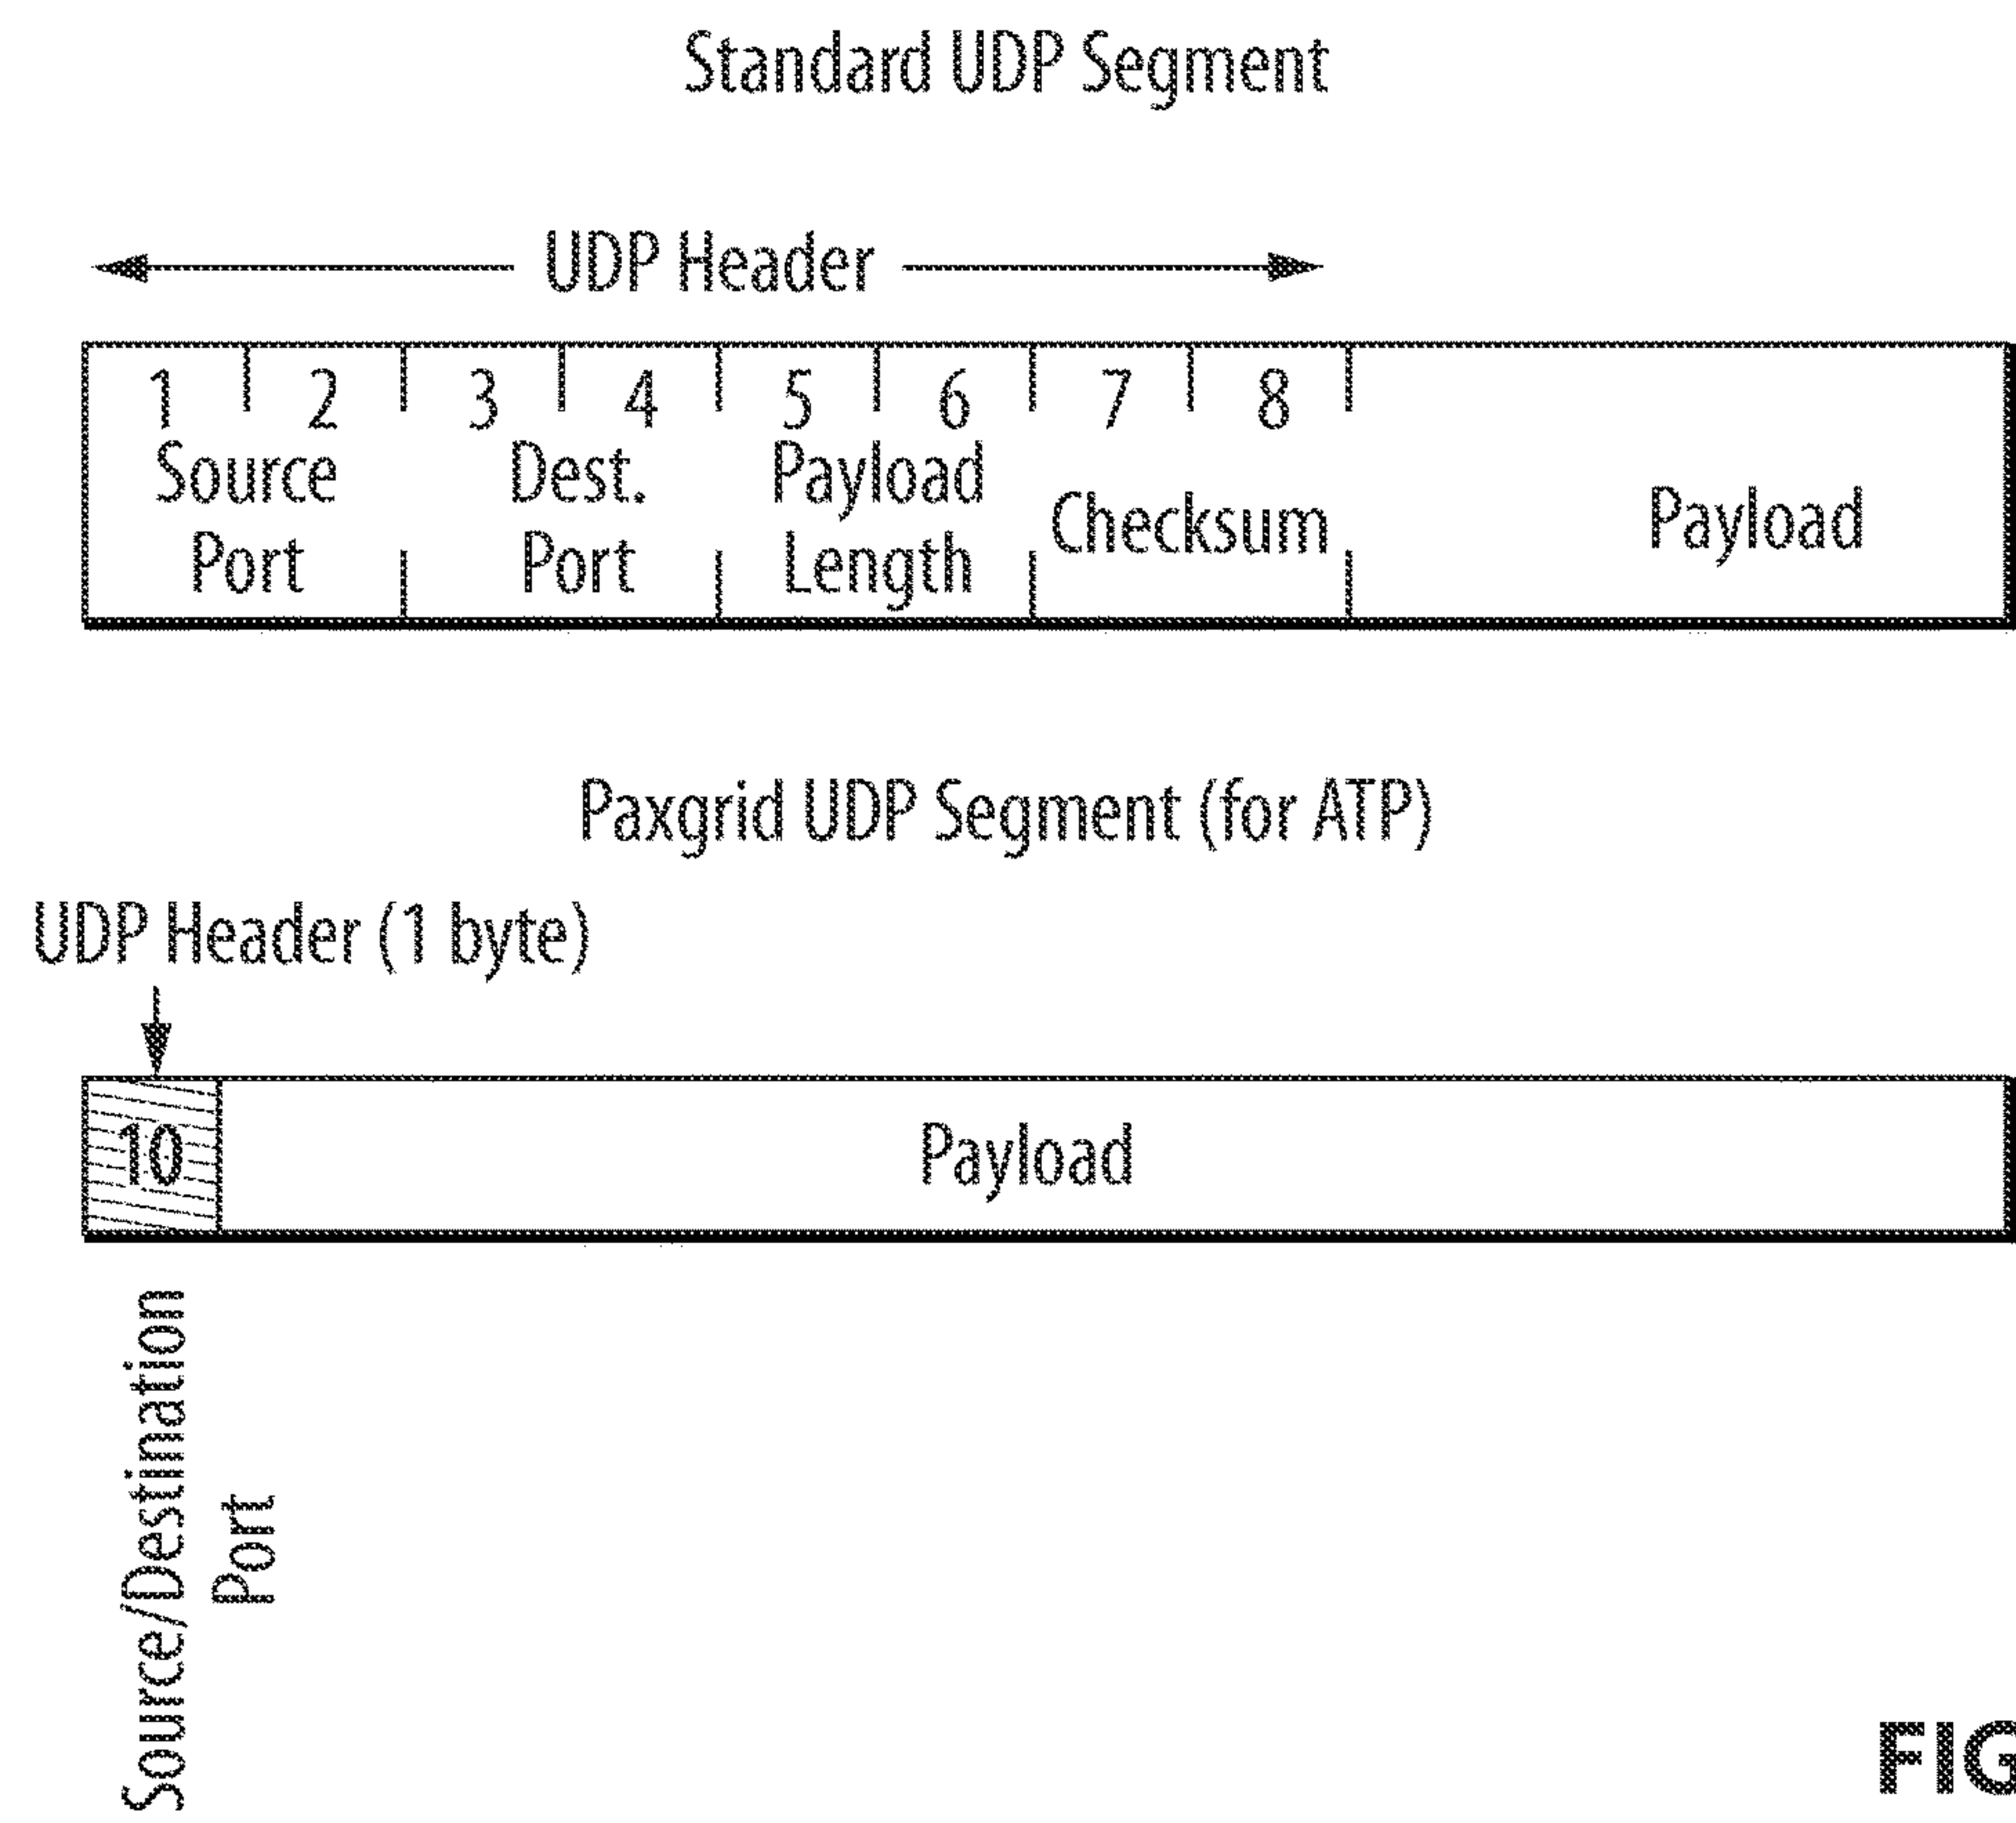 Standard UDP Segment
UDP Header
1 2 3 4 5 6 7 8
Source Dest. Payload Checksum Payload
Port Port Length
Paxgrid UDP Segment (for ATP)
UDP Header (1 byte)
10 Payload
Source/Destination
Port
FIG